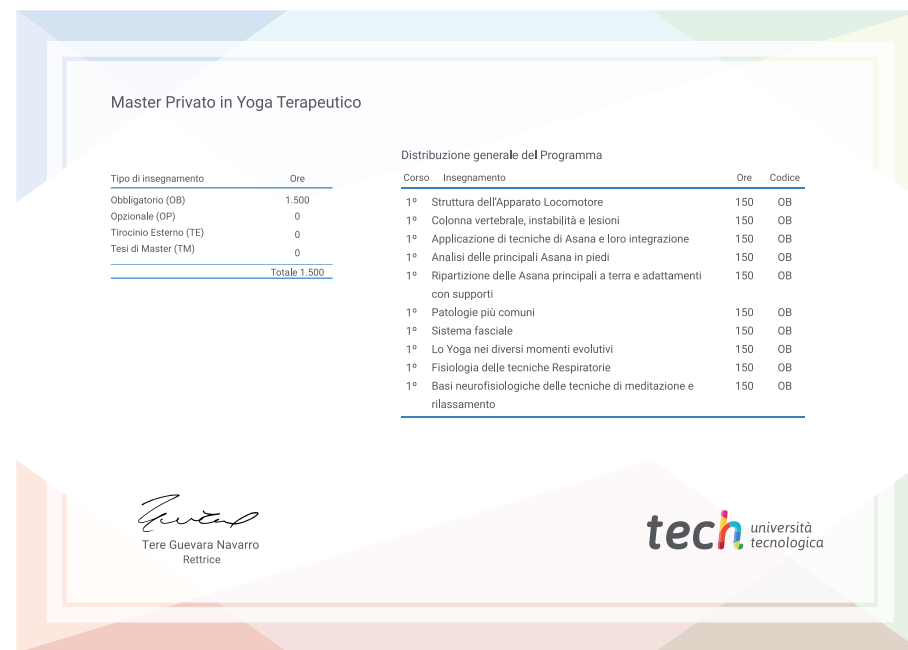 Master Privato in Yoga Terapeutico
Tipo di insegnamento Ore
Obbligatorio (OB) 1.500
Opzionale (OP) 0
Tirocinio Esterno (TE) 0
Tesi di Master (TM) 0
Totale 1.500
Distribuzione generale del Programma
Corso Insegnamento Ore Codice
1º Struttura dell'Apparato Locomotore 150 OB
1º Colonna vertebrale, instabilità e lesioni 150 OB
1º Applicazione di tecniche di Asana e loro integrazione 150 OB
1º Analisi delle principali Asana in piedi 150 OB
1º Ripartizione delle Asana principali a terra e adattamenti 150 OB
con supporti
1º Patologie più comuni 150 OB
1º Sistema fasciale 150 OB
1º Lo Yoga nei diversi momenti evolutivi 150 OB
1º Fisiologia delle tecniche Respiratorie 150 OB
1º Basi neurofisiologiche delle tecniche di meditazione e 150 OB
rilassamento
Tere Guevara Navarro
Rettrice
tech università
tecnologica